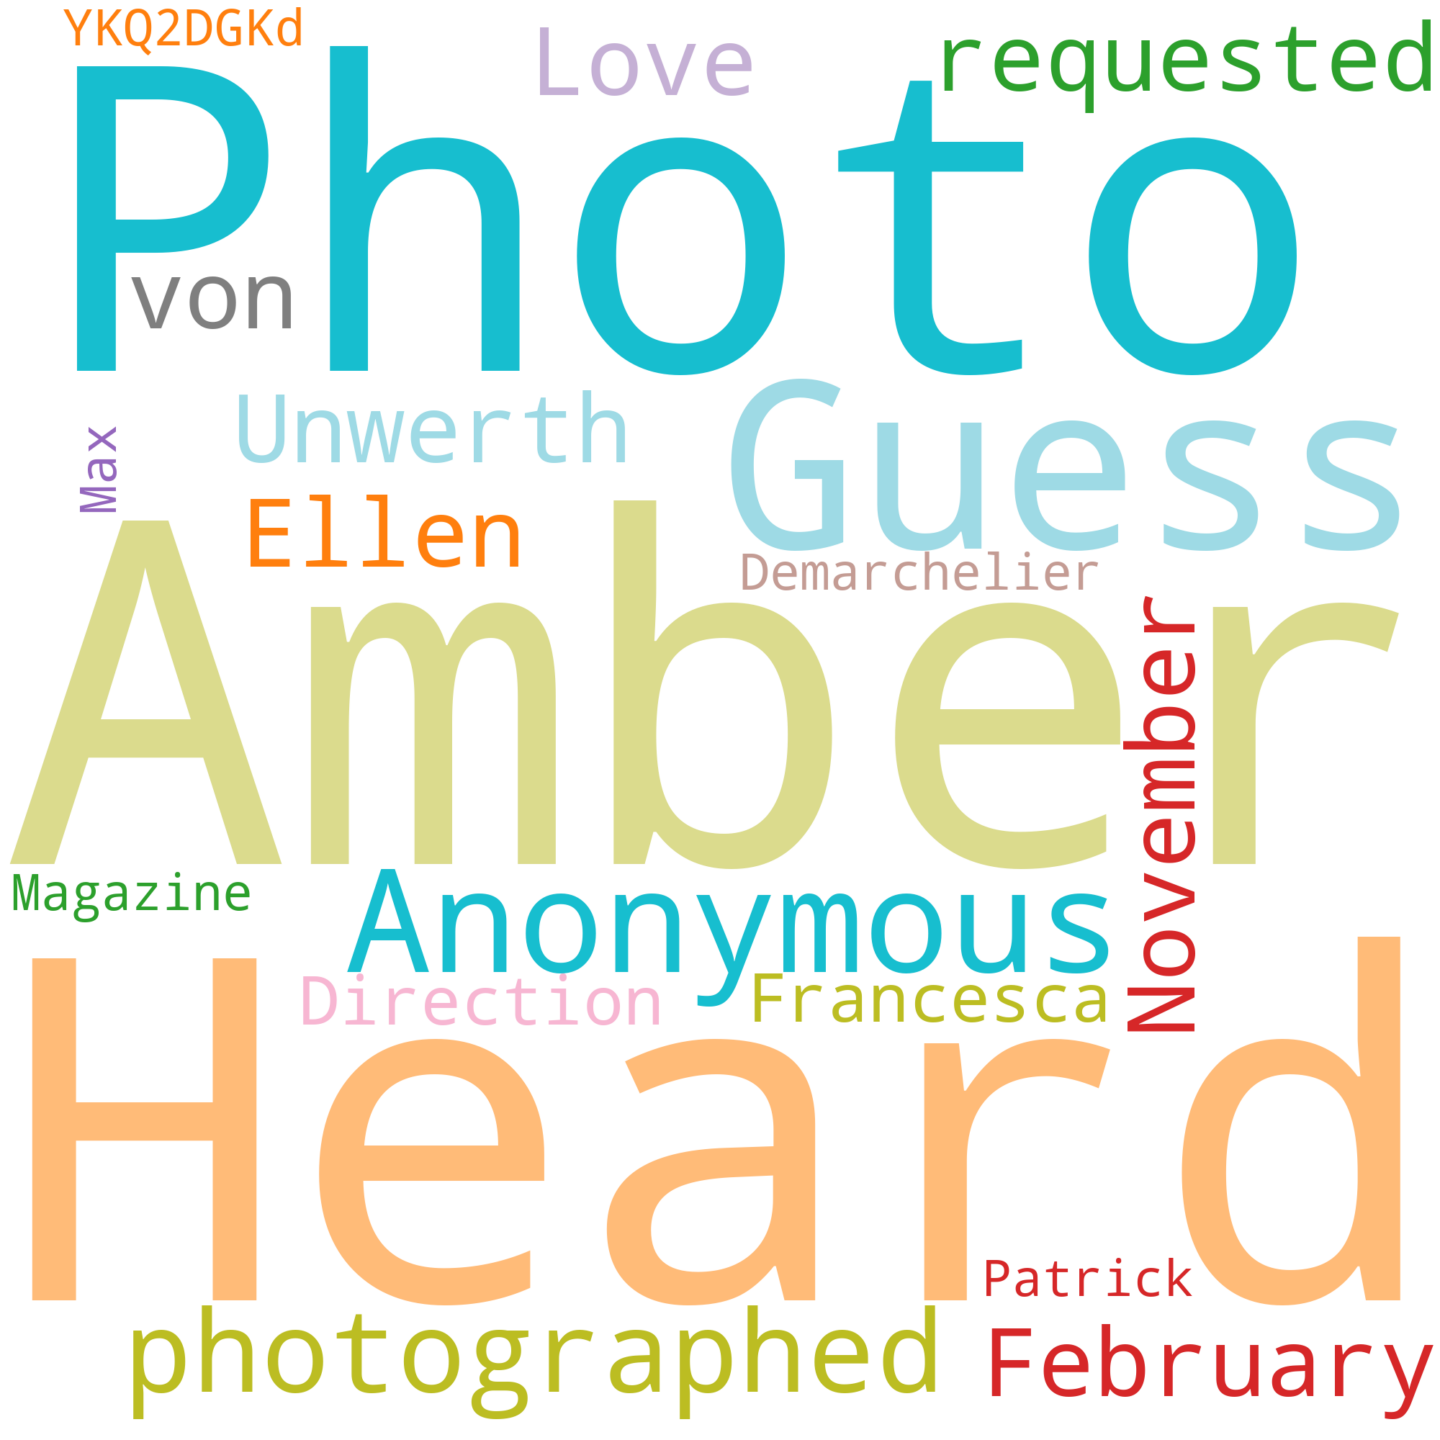 YKQ2DGKd
Love
requested
Photo
von
Unwerth
Guess
Max
Ellen
Demarchelier
Amber
November
Magazine
Anonymous
Direction
Francesca
Heard
Patrick
photographed
February